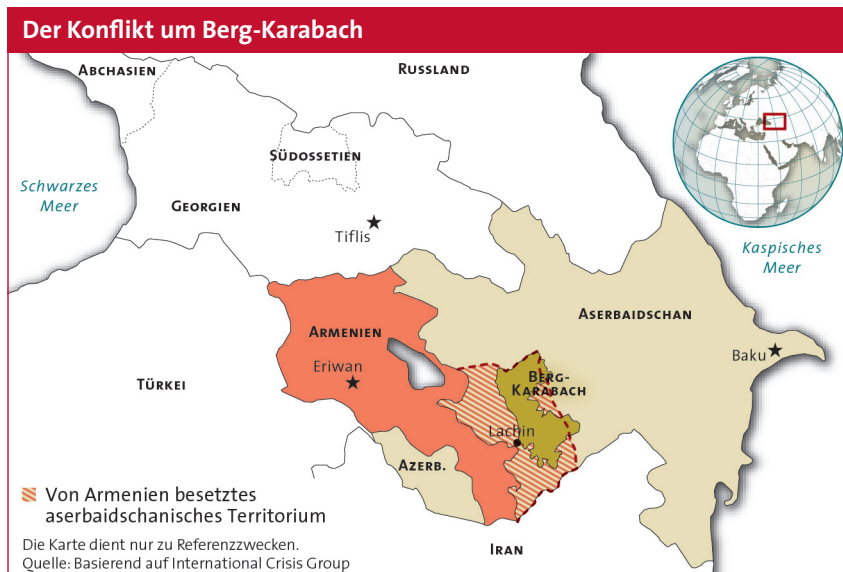 Der Konflikt um Berg-Karabach
Abchasien
Russland
Südossetien
Schwarzes
Meer
Georgien
Tiflis
Kaspisches
Meer
Armenien
Aserbaidschan
Eriwan
Baku
Türkei
Berg-
Karabach
Lachin
Azerb.
Von Armenien besetztes
aserbaidschanisches Territorium
Die Karte dient nur zu Referenzzwecken.
Iran
Quelle: Basierend auf International Crisis Group